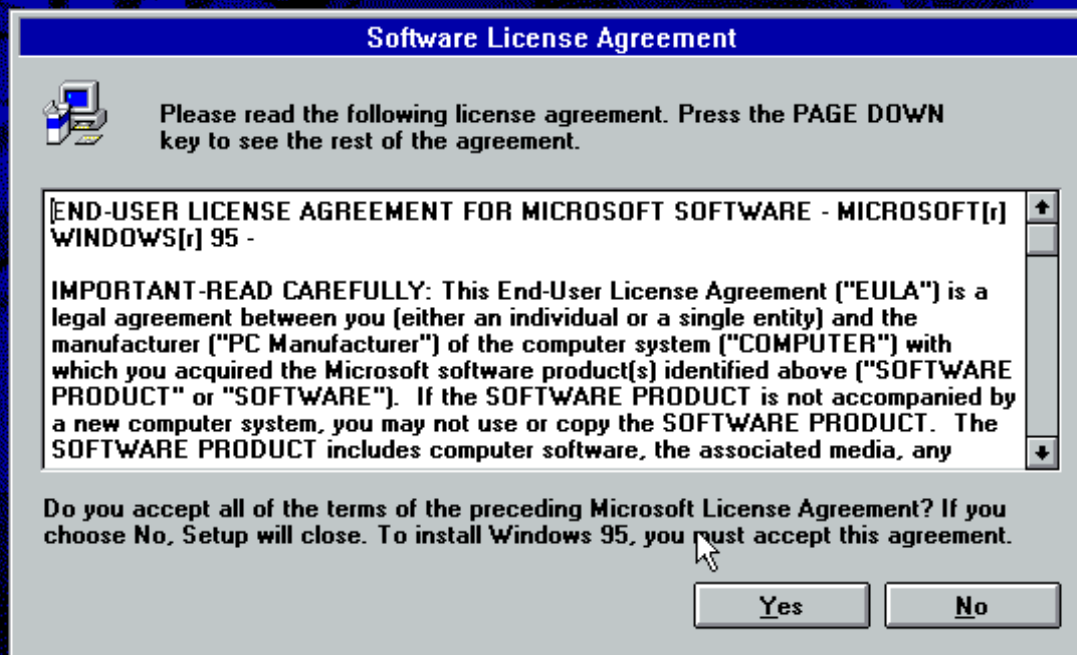 Software License Agreement
Please read the following license agreement. Press the PAGE DOWN
key to see the rest of the agreement.
END-USER LICENSE AGREEMENT FOR MICROSOFT SOFTWARE - MICROSOFT[r]
WINDOWS[r] 95 -
IMPORTANT-READ CAREFULLY: This End-User License Agreement ("EULA") is a
legal agreement between you (either an individual or a single entity) and the
manufacturer ("PC Manufacturer") of the computer system ("COMPUTER") with
which you acquired the Microsoft software product(s) identified above ("SOFTWARE
PRODUCT" or "SOFTWARE").  If the SOFTWARE PRODUCT is not accompanied by
a new computer system, you may not use or copy the SOFTWARE PRODUCT.  The
SOFTWARE PRODUCT includes computer software, the associated media, any
Do you accept all of the terms of the preceding Microsoft License Agreement? If you
choose No, Setup will close. To install Windows 95, you must accept this agreement.
Yes
No